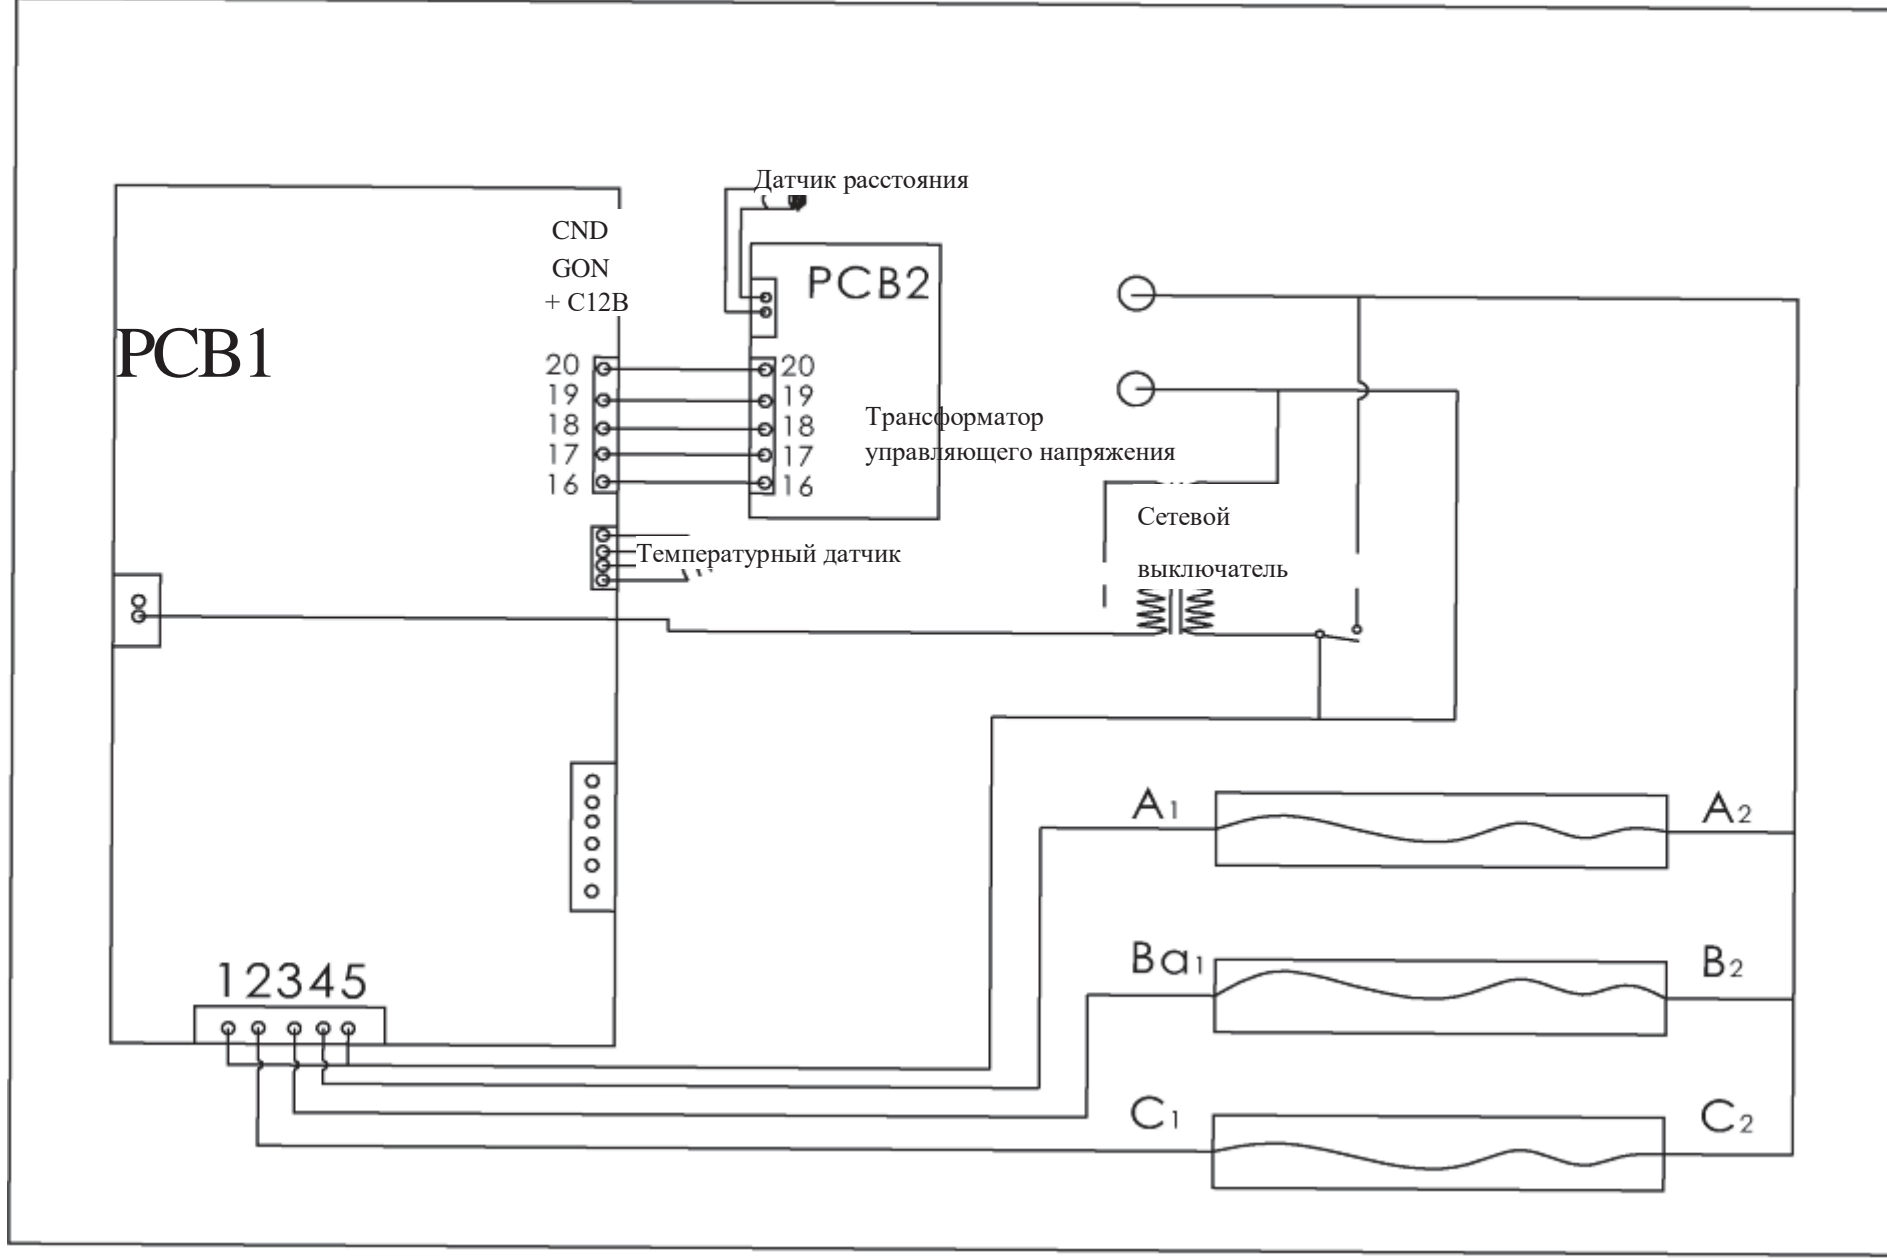 Датчик расстояния
CND
GON
+ С12В
PCB2
PCB1
20
19
18
17
16
20
19
18
17
16
Трансформатор
управляющего напряжения
Сетевой
выключатель
Температурный датчик
A1
A2
Ba1
B2
12345
C1
C2